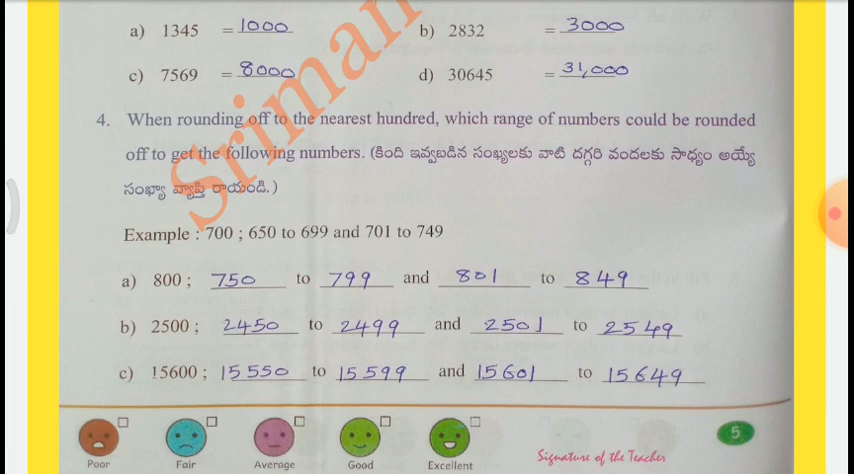 a) 1345 = 1000 b) 2832 = 3000
c) 7569 = 8000 d) 30645 = 31,000
4. When rounding off to the nearest hundred, which range of numbers could be rounded
off to get the following numbers. (కింది ఇవ్వబడిన సంఖ్యలకు వాటి దగ్గరి వందలకు సాధ్యం అయ్యే
సంఖ్యా వ్యాప్తి రాయండి.)
Example : 700 ; 650 to 699 and 701 to 749
a) 800 ; 750 to 799 and 801 to 849
b) 2500 ; 2450 to 2499 and 2501 to 2549
c) 15600 ; 15550 to 15599 and 15601 to 15649
Poor Fair Average Good Excellent
Signature of the Teacher
5
Sriman